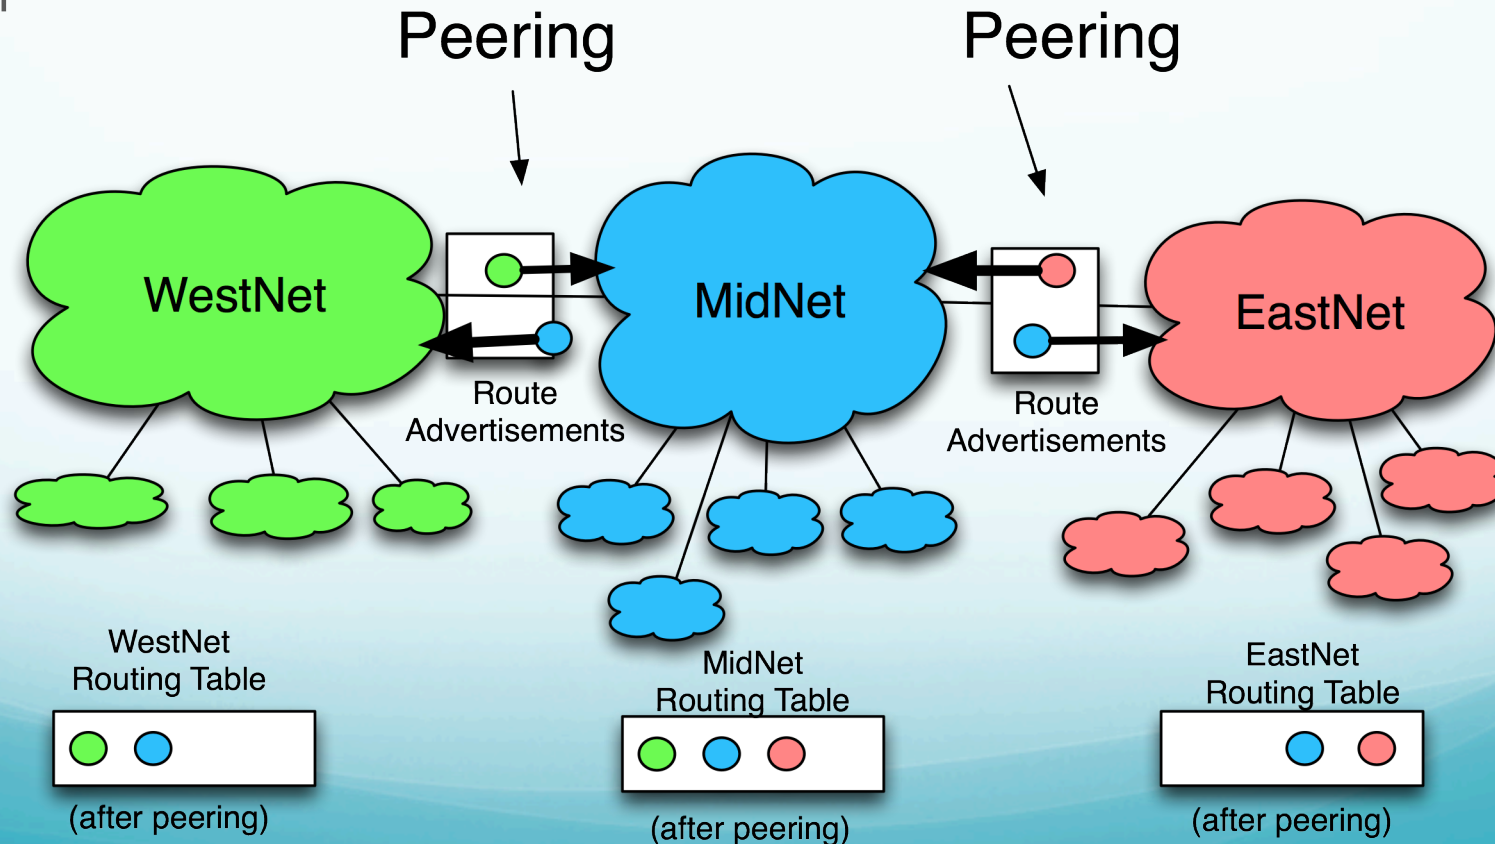 Peering
Peering
WestNet
MidNet
EastNet
Route
Advertisements
Route
Advertisements
WestNet
Routing Table
(after peering)
MidNet
Routing Table
(after peering)
EastNet
Routing Table
(after peering)